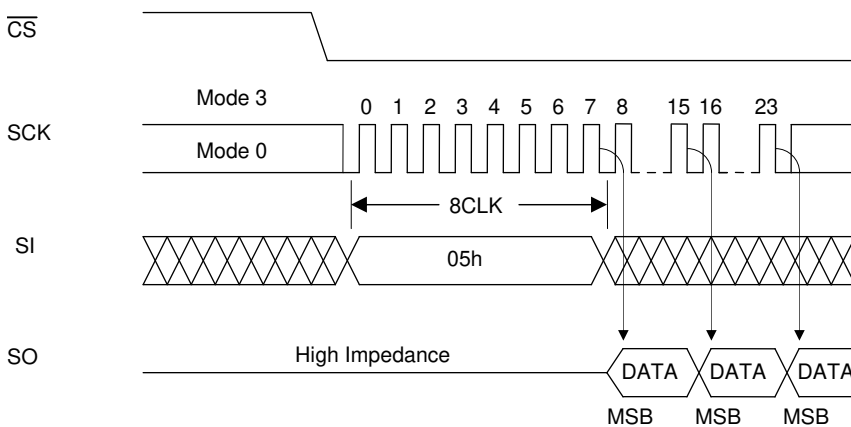 CS
Mode 3
0 1 2 3 4 5 6 7 8 15 16 23
SCK
Mode 0
8CLK
SI
05h
High Impedance
SO
DATA DATA DATA
MSB MSB MSB